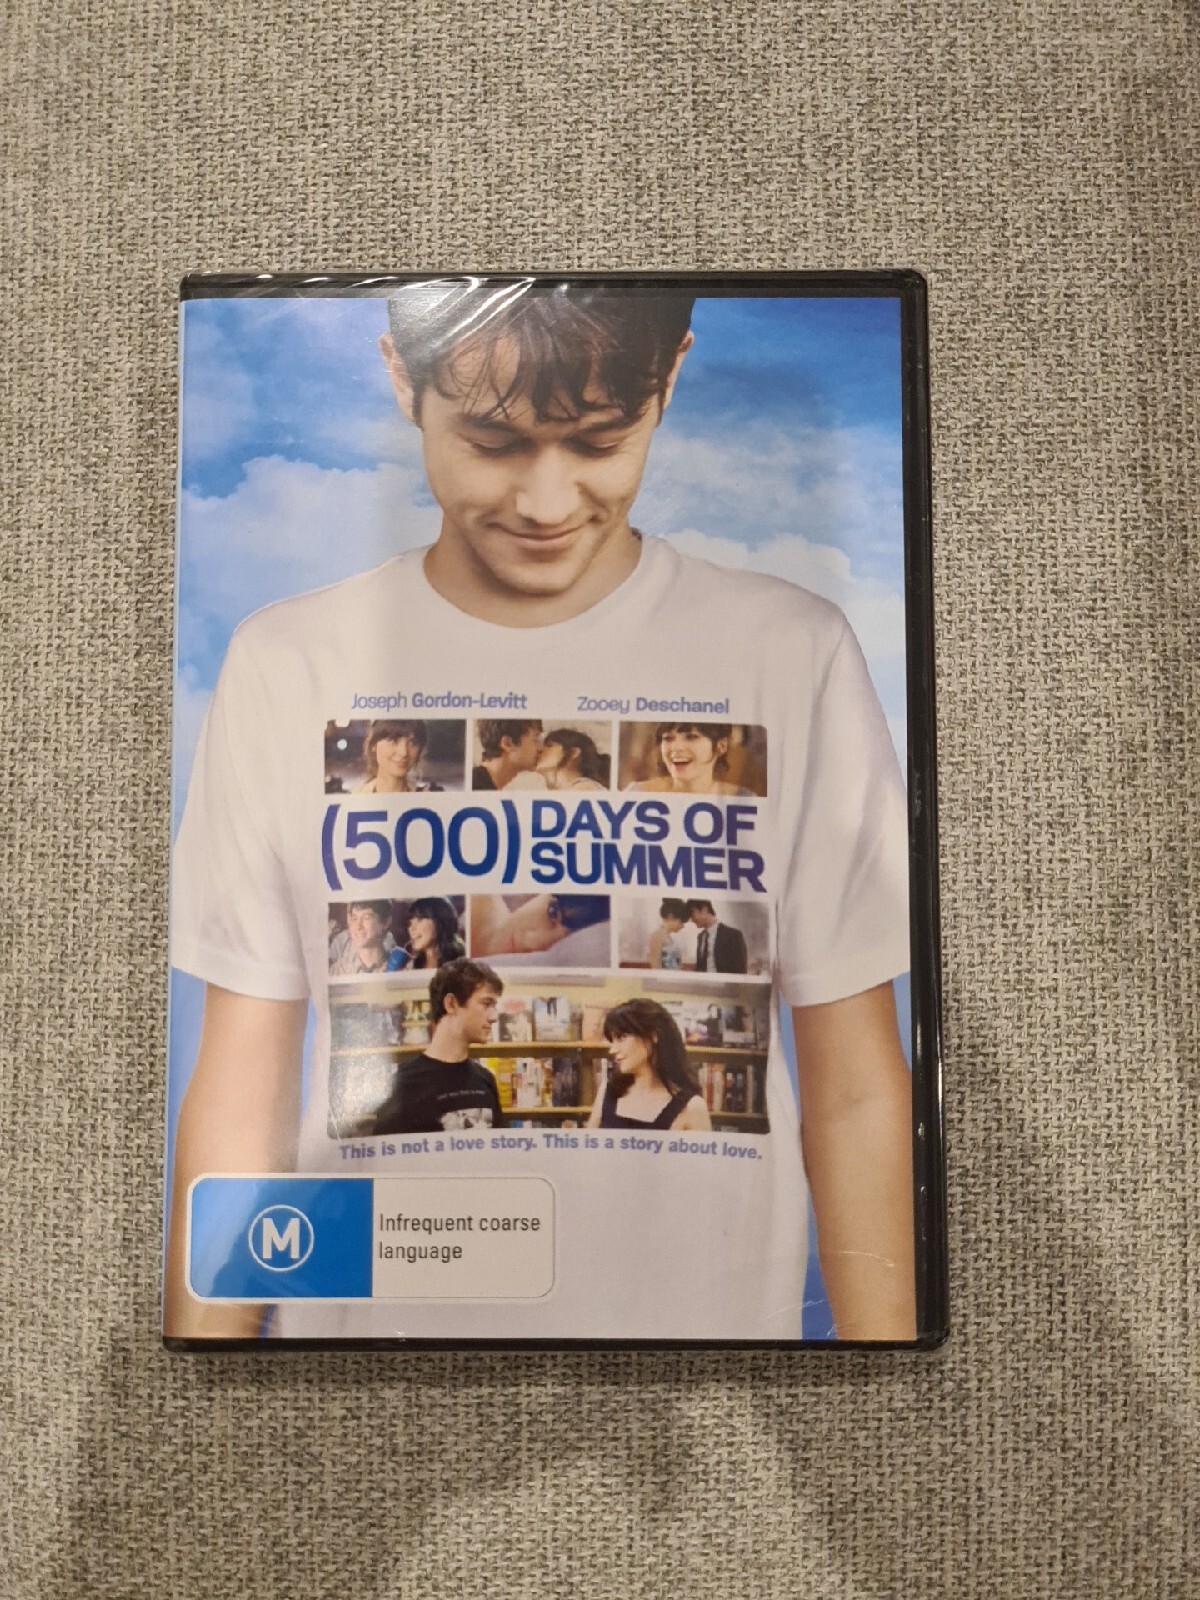 Joseph Gordon-Levitt Zooey Deschanel
(500) DAYS OF
SUMMER
This is not a love story. This is a story about love.
M Infrequent coarse
language